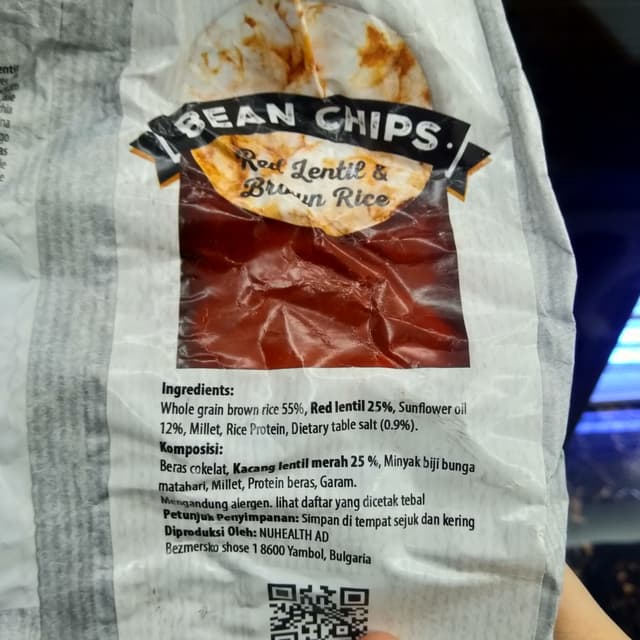 BEAN CHIPS
Red Lentil &
Brown Rice
Ingredients:
Whole grain brown rice 55%, Red lentil 25%, Sunflower oil
12%, Millet, Rice Protein, Dietary table salt (0.9%).
Komposisi:
Beras cokelat, Kacang lentil merah 25 %, Minyak biji bunga
matahari, Millet, Protein beras, Garam.
Mengandung alergen. lihat daftar yang dicetak tebal
Petunjuk Penyimpanan: Simpan di tempat sejuk dan kering
Diproduksi Oleh: NUHEALTH AD
Bezmersko shose 1 8600 Yambol, Bulgaria